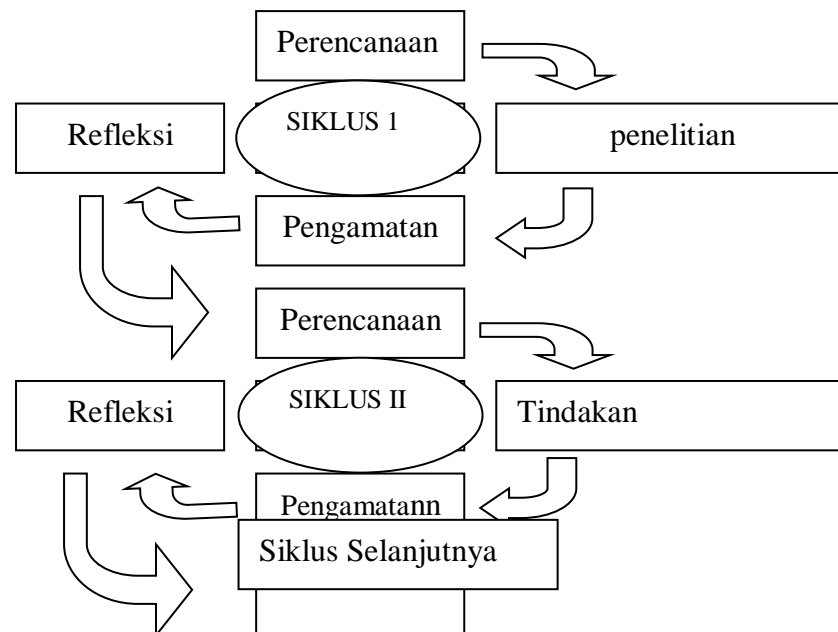 Perencanaan
Refleksi
SIKLUS 1
penelitian
Pengamatan
Perencanaan
Refleksi
SIKLUS II
Tindakan
Pengamatann
Siklus Selanjutnya